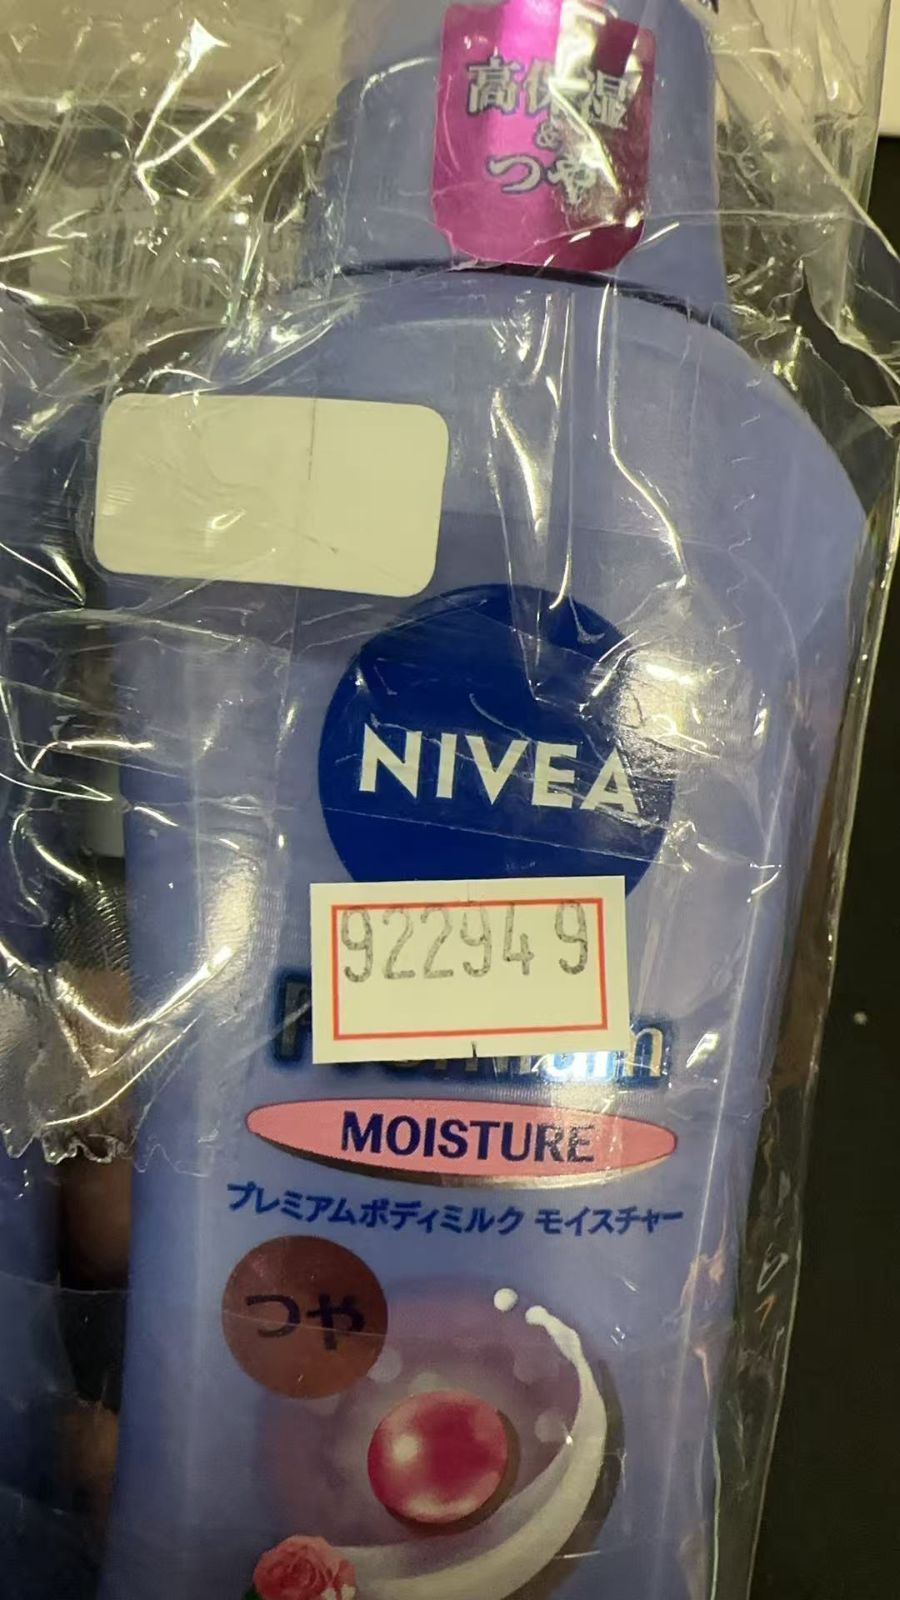 高保湿
&
つや
NIVEA
922949
MOISTURE
プレミアムボディミルク モイスチャー
つや